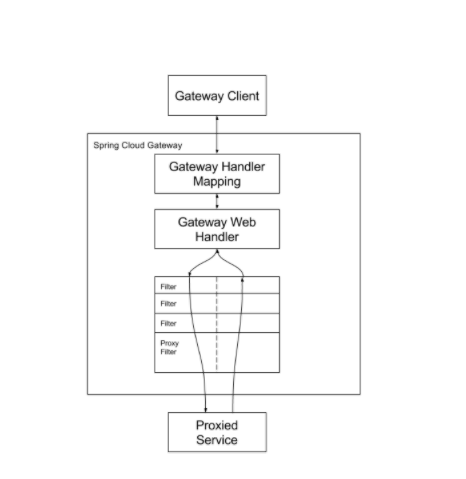 Gateway Client
Spring Cloud Gateway
Gateway Handler
Mapping
Gateway Web
Handler
Filter
Filter
Filter
Proxy
Filter
Proxied
Service